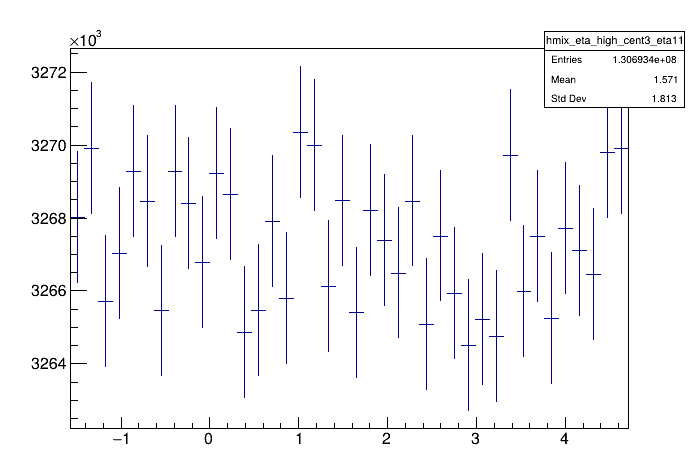 ×10³
hmix_eta_high_cent3_eta11
Entries 1.306934e+08
Mean 1.571
Std Dev 1.813
3272
3270
3268
3266
3264
−1 0 1 2 3 4